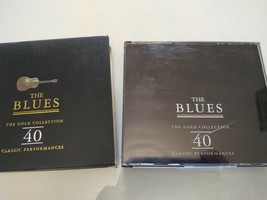 THE
BLUES
THE GOLD COLLECTION
40
CLASSIC PERFORMANCES
THE
BLUES
THE GOLD COLLECTION
40
CLASSIC PERFORMANCES